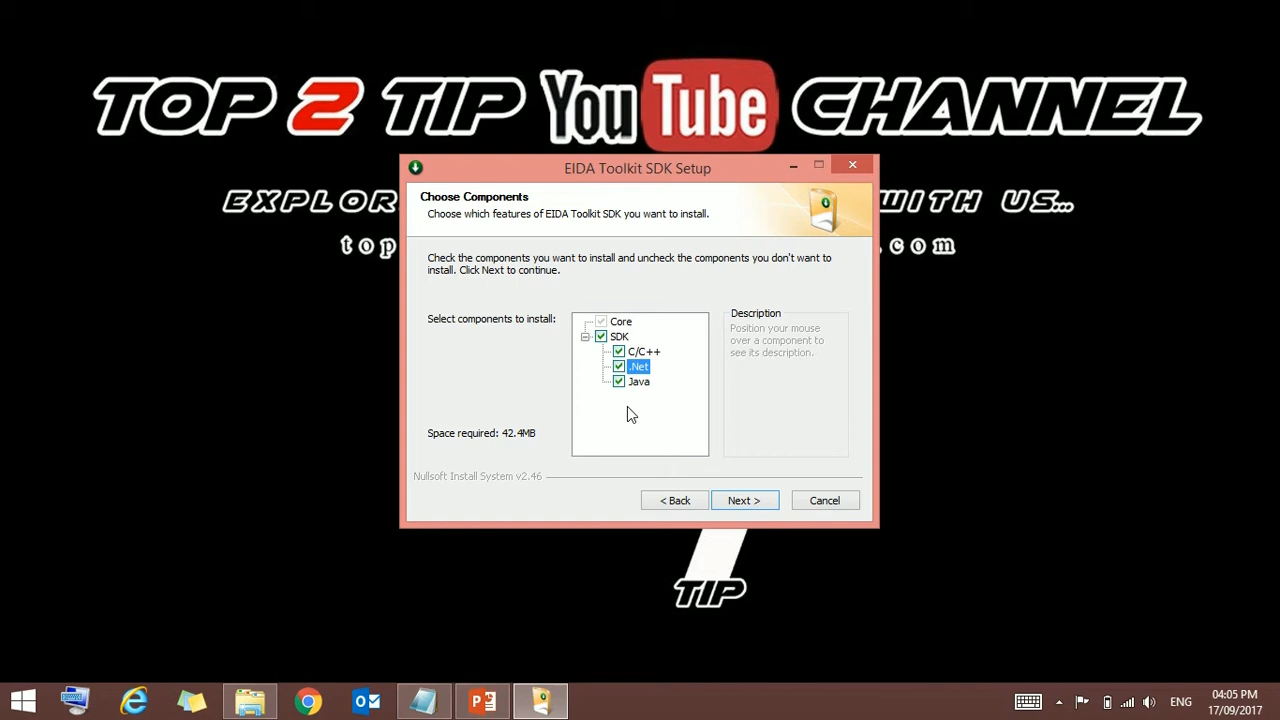 TOP 2 TIP YouTube CHANNEL
EIDA Toolkit SDK Setup
Choose Components
Choose which features of EIDA Toolkit SDK you want to install.
EXPLOR
WITH US...
top
.com
Check the components you want to install and uncheck the components you don't want to
install. Click Next to continue.
Select components to install:
Core
SDK
C/C++
.Net
Java
Description
Position your mouse
over a component to
see its description.
Space required: 42.4MB
Nullsoft Install System v2.46
< Back
Next >
Cancel
TIP
ENG
04:05 PM
17/09/2017